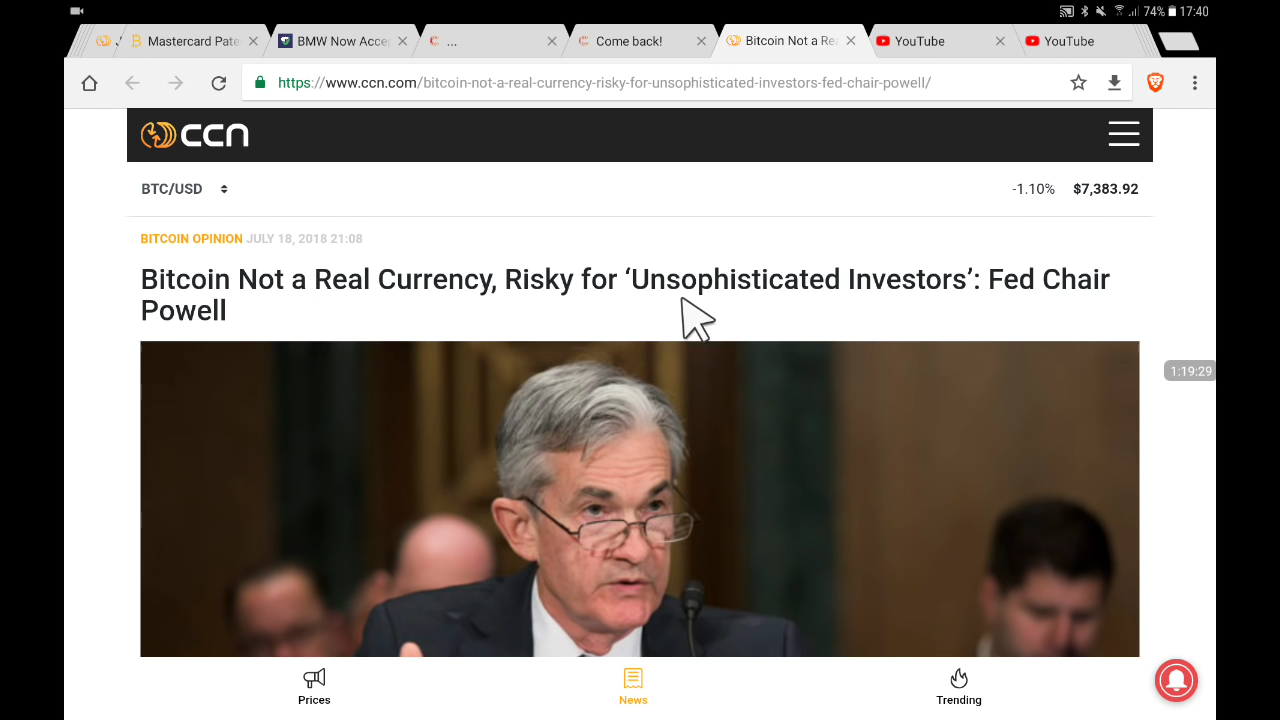 74% 17:40
Mastercard Pate
BMW Now Acce
...
Come back!
Bitcoin Not a Re
YouTube
YouTube
https://www.ccn.com/bitcoin-not-a-real-currency-risky-for-unsophisticated-investors-fed-chair-powell/
ccn
BTC/USD
-1.10% $7,383.92
BITCOIN OPINION JULY 18, 2018 21:08
Bitcoin Not a Real Currency, Risky for ‘Unsophisticated Investors’: Fed Chair
Powell
1:19:29
Prices
News
Trending